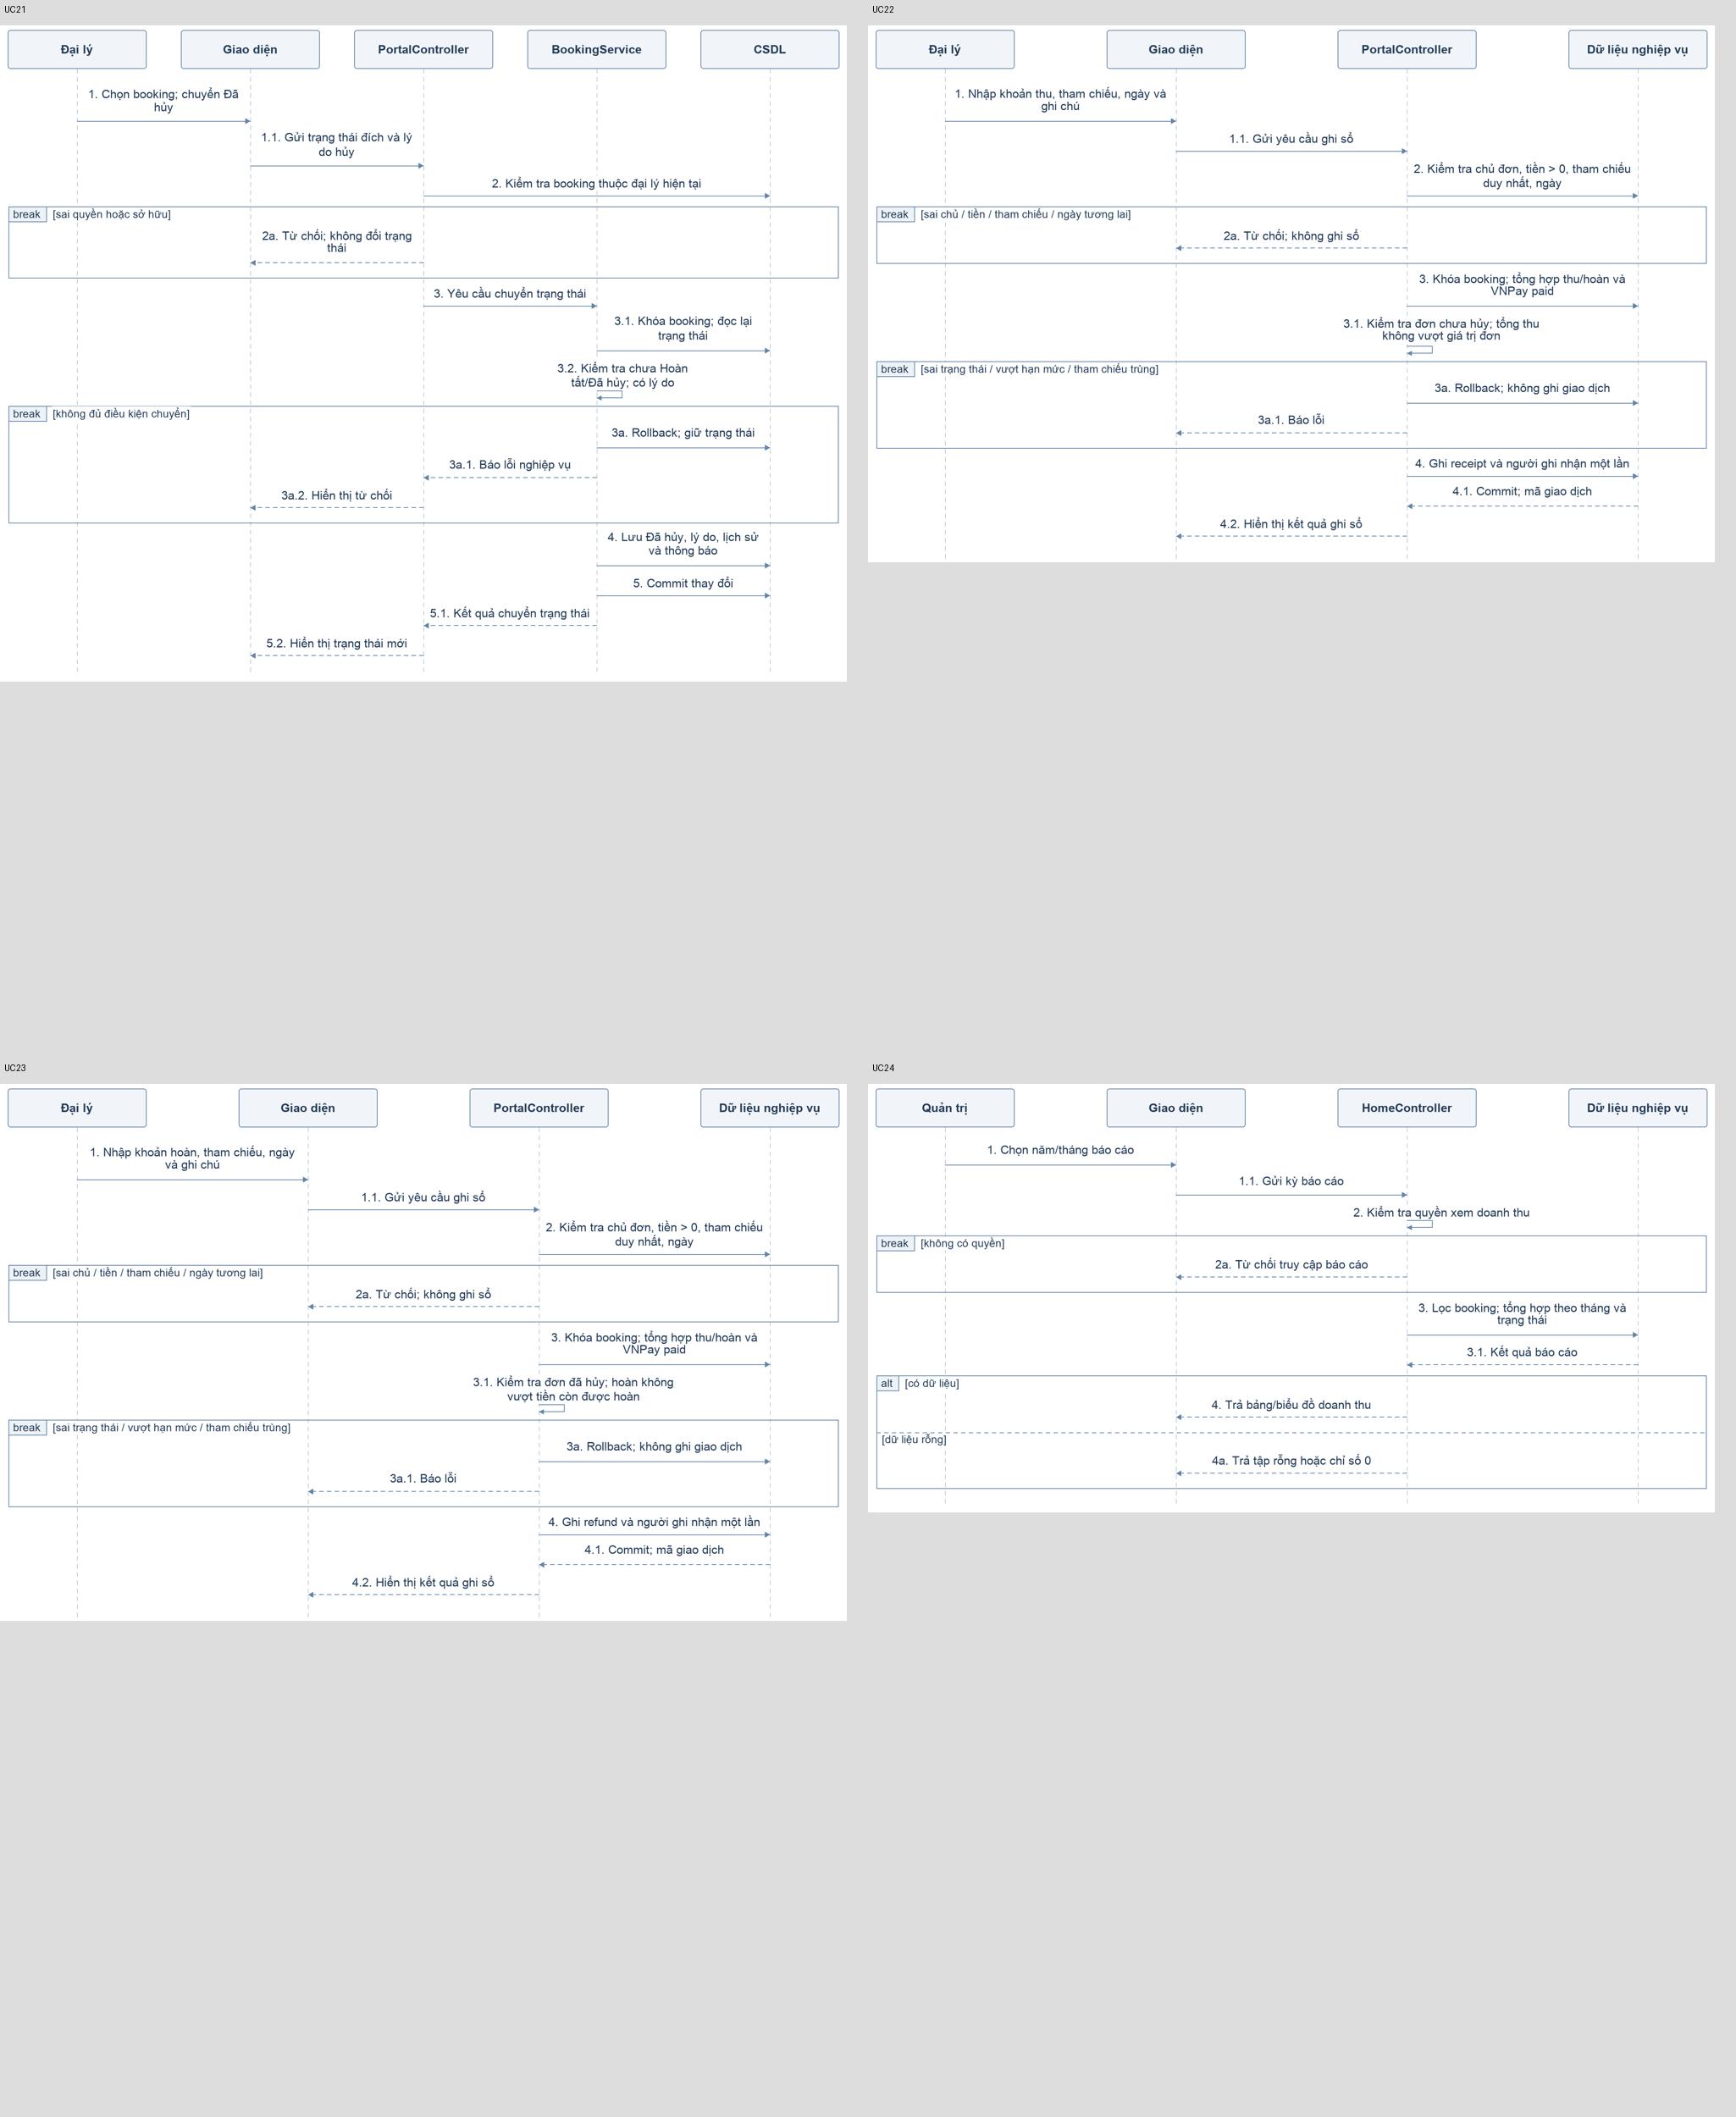 UC21
Đại lý
Giao diện
PortalController
BookingService
CSDL
1. Chọn booking; chuyển Đã
hủy
1.1. Gửi trạng thái đích và lý
do hủy
2. Kiểm tra booking thuộc đại lý hiện tại
break [sai quyền hoặc sở hữu]
2a. Từ chối; không đổi trạng
thái
3. Yêu cầu chuyển trạng thái
3.1. Khóa booking; đọc lại
trạng thái
3.2. Kiểm tra chưa Hoàn
tất/Đã hủy; có lý do
break [không đủ điều kiện chuyển]
3a. Rollback; giữ trạng thái
3a.1. Báo lỗi nghiệp vụ
3a.2. Hiển thị từ chối
4. Lưu Đã hủy, lý do, lịch sử
và thông báo
5. Commit thay đổi
5.1. Kết quả chuyển trạng thái
5.2. Hiển thị trạng thái mới
UC22
Đại lý
Giao diện
PortalController
Dữ liệu nghiệp vụ
1. Nhập khoản thu, tham chiếu, ngày và
ghi chú
1.1. Gửi yêu cầu ghi sổ
2. Kiểm tra chủ đơn, tiền > 0, tham chiếu
duy nhất, ngày
break [sai chủ / tiền / tham chiếu / ngày tương lai]
2a. Từ chối; không ghi sổ
3. Khóa booking; tổng hợp thu/hoàn và
VNPay paid
3.1. Kiểm tra đơn chưa hủy; tổng thu
không vượt giá trị đơn
break [sai trạng thái / vượt hạn mức / tham chiếu trùng]
3a. Rollback; không ghi giao dịch
3a.1. Báo lỗi
4. Ghi receipt và người ghi nhận một lần
4.1. Commit; mã giao dịch
4.2. Hiển thị kết quả ghi sổ
UC23
Đại lý
Giao diện
PortalController
Dữ liệu nghiệp vụ
1. Nhập khoản hoàn, tham chiếu, ngày
và ghi chú
1.1. Gửi yêu cầu ghi sổ
2. Kiểm tra chủ đơn, tiền > 0, tham chiếu
duy nhất, ngày
break [sai chủ / tiền / tham chiếu / ngày tương lai]
2a. Từ chối; không ghi sổ
3. Khóa booking; tổng hợp thu/hoàn và
VNPay paid
3.1. Kiểm tra đơn đã hủy; hoàn không
vượt tiền còn được hoàn
break [sai trạng thái / vượt hạn mức / tham chiếu trùng]
3a. Rollback; không ghi giao dịch
3a.1. Báo lỗi
4. Ghi refund và người ghi nhận một lần
4.1. Commit; mã giao dịch
4.2. Hiển thị kết quả ghi sổ
UC24
Quản trị
Giao diện
HomeController
Dữ liệu nghiệp vụ
1. Chọn năm/tháng báo cáo
1.1. Gửi kỳ báo cáo
2. Kiểm tra quyền xem doanh thu
break [không có quyền]
2a. Từ chối truy cập báo cáo
3. Lọc booking; tổng hợp theo tháng và
trạng thái
3.1. Kết quả báo cáo
alt [có dữ liệu]
4. Trả bảng/biểu đồ doanh thu
[dữ liệu rỗng]
4a. Trả tập rỗng hoặc chỉ số 0